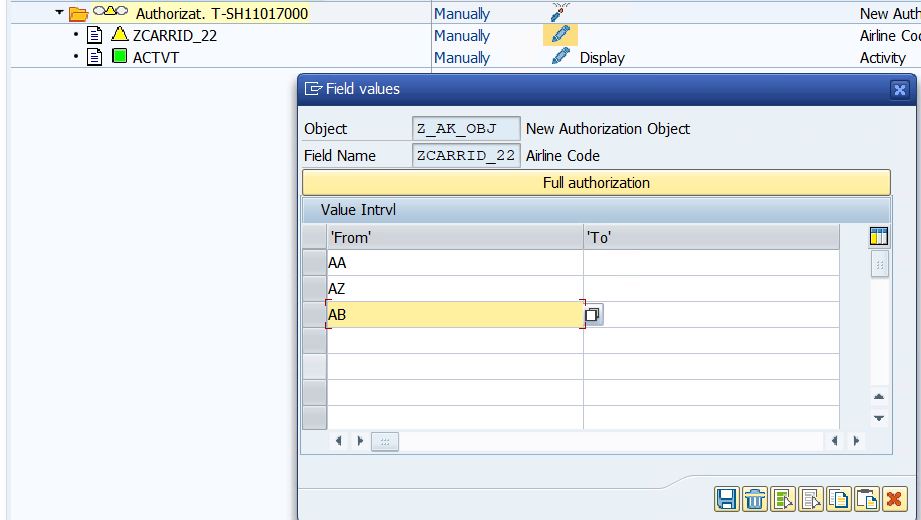 Authorizat. T-SH11017000 Manually New Auth
ZCARRID_22 Manually Airline Co
ACTVT Manually Display Activity
Field values
Object Z_AK_OBJ New Authorization Object
Field Name ZCARRID_22 Airline Code
Full authorization
Value Intrvl
'From' 'To'
AA
AZ
AB